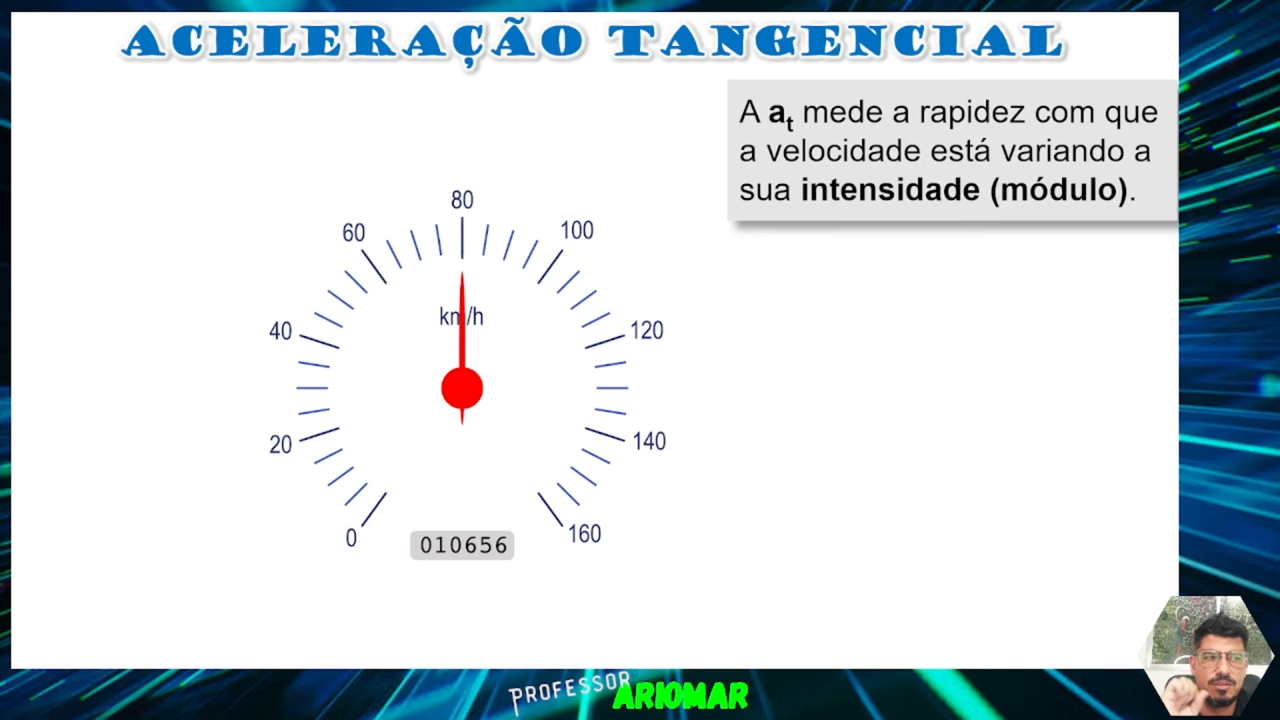 ACELERAÇÃO TANGENCIAL
A at mede a rapidez com que
a velocidade está variando a
sua intensidade (módulo).
80
60
100
km/h
40
120
20
140
0
160
010656
PROFESSOR
ARIOMAR